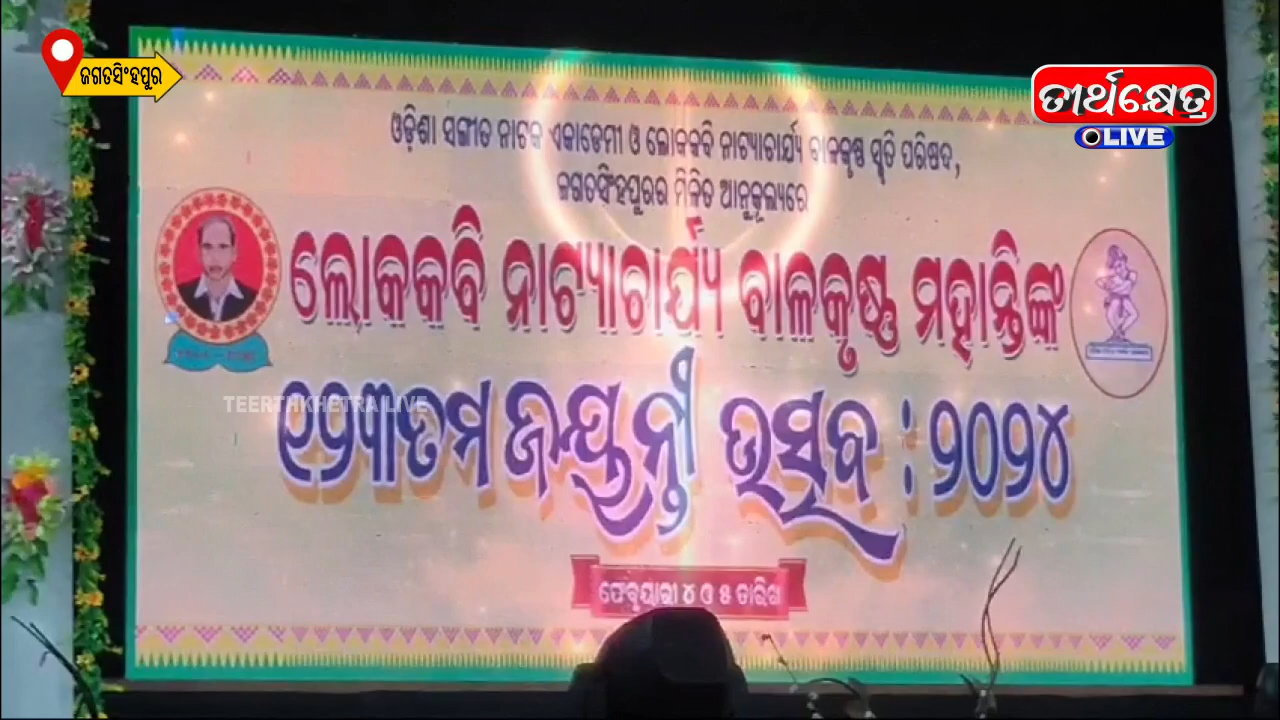 ଜଗତସିଂହପୁର
ତୀର୍ଥକ୍ଷେତ୍ର
LIVE
ଓଡ଼ିଶା ସଙ୍ଗୀତ ନାଟକ ଏକାଡେମୀ ଓ ଲୋକକବି ନାଟ୍ୟାଚାର୍ଯ୍ୟ ବାଳକୃଷ୍ଣ ସ୍ମୃତି ପରିଷଦ,
ଜଗତସିଂହପୁରର ମିଳିତ ଆନୁକୂଲ୍ୟରେ
ଲୋକକବି ନାଟ୍ୟାଚାର୍ଯ୍ୟ ବାଳକୃଷ୍ଣ ମହାନ୍ତିଙ୍କ
TEERTHKHETRA LIVE
୧୨୩ତମ ଜୟନ୍ତୀ ଉତ୍ସବ : ୨୦୨୪
ଫେବୃୟାରୀ ୪ ଓ ୫ ତାରିଖ